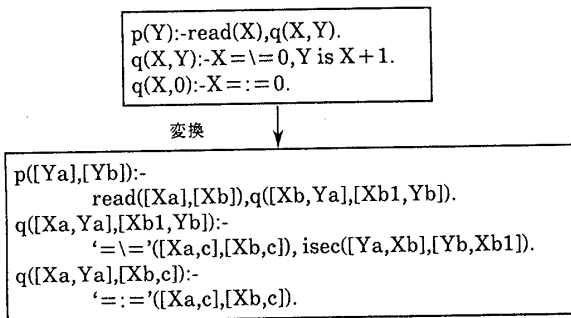 p(Y):-read(X),q(X,Y).
q(X,Y):-X=\=0,Y is X+1.
q(X,0):-X=:=0.
変換
p([Ya],[Yb]):-
read([Xa],[Xb]),q([Xb,Ya],[Xb1,Yb]).
q([Xa,Ya],[Xb1,Yb]):-
‘=\=’([Xa,c],[Xb,c]), isec([Ya,Xb],[Yb,Xb1]).
q([Xa,Ya],[Xb,c]):-
‘=:=’([Xa,c],[Xb,c]).